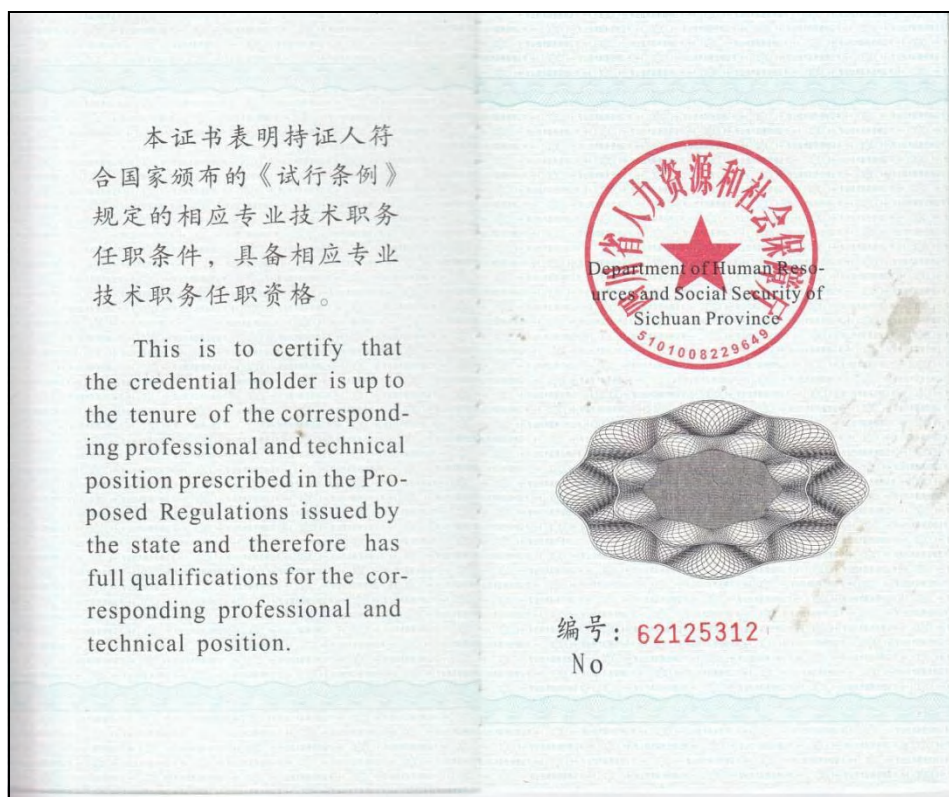 本证书表明持证人符
合国家颁布的《试行条例》
规定的相应专业技术职务
任职条件，具备相应专业
技术职务任职资格。
This is to certify that
the credential holder is up to
the tenure of the correspond-
ing professional and technical
position prescribed in the Pro-
posed Regulations issued by
the state and therefore has
full qualifications for the cor-
responding professional and
technical position.
四川省人力资源和社会保障厅
Department of Human Reso-
urces and Social Security of
Sichuan Province
5101008229649
编号：62125312
No